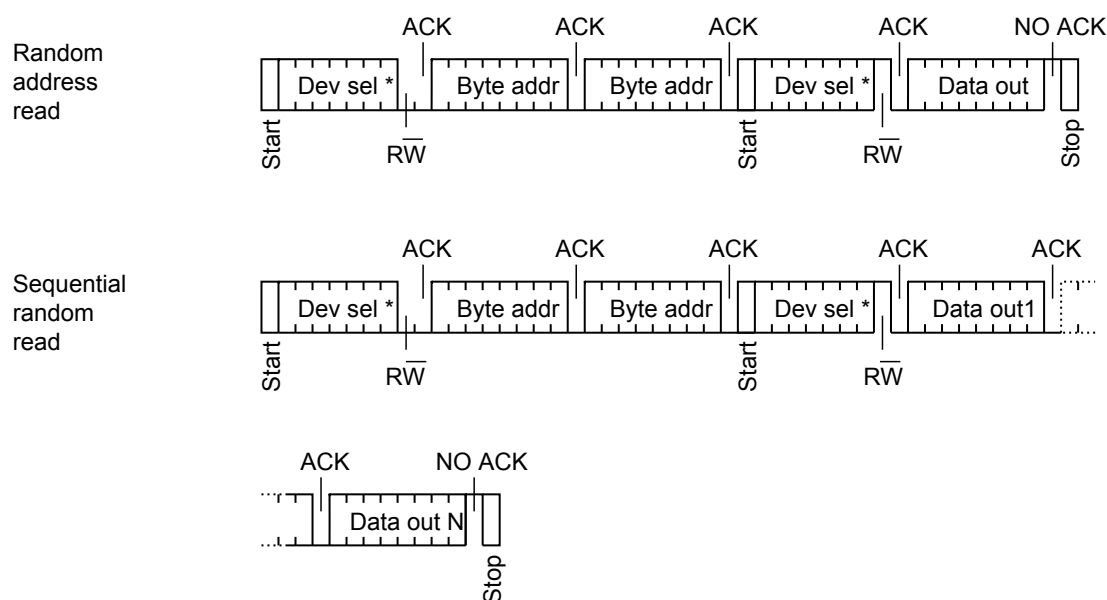 Random
address
read
ACK ACK ACK ACK NO ACK
Dev sel * Byte addr Byte addr Dev sel * Data out
Start RW̅ Start RW̅ Stop
Sequential
random
read
ACK ACK ACK ACK ACK
Dev sel * Byte addr Byte addr Dev sel * Data out1
Start RW̅ Start RW̅
ACK NO ACK
Data out N
Stop